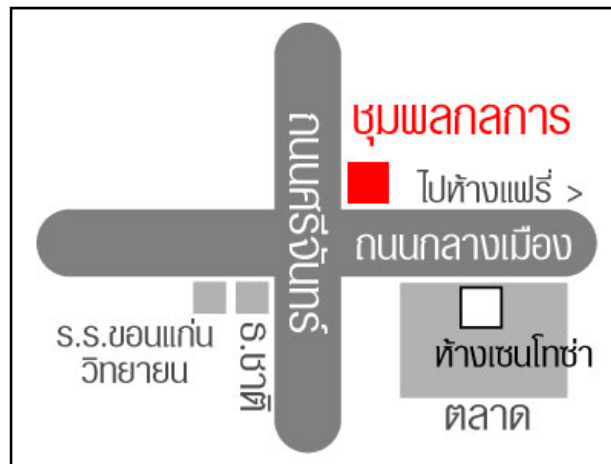 ชุมพลกลการ
ไปห้างแฟรี่ >
ถนนศรีจันทร์
ถนนกลางเมือง
ร.ร.ขอนแก่น
วิทยายน
ธ.ชาติ
ห้างเซนโทซ่า
ตลาด